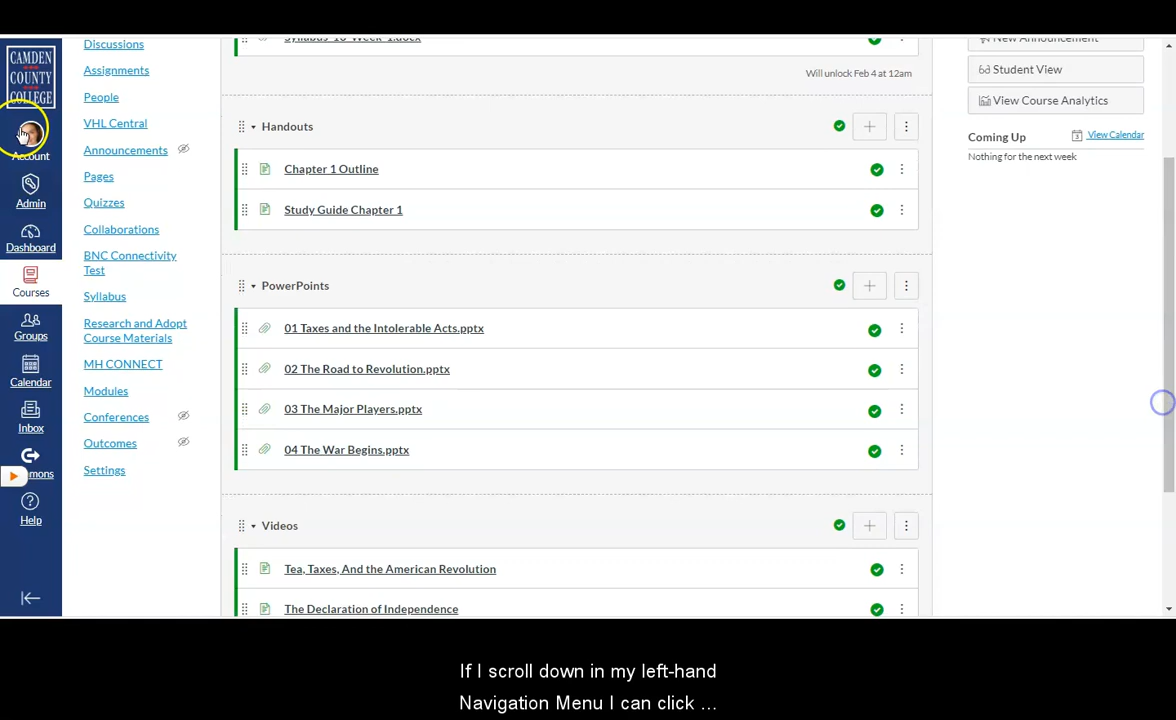 CAMDEN
COUNTY
COLLEGE
Account
Admin
Dashboard
Courses
Groups
Calendar
Inbox
mmons
Help
Discussions
Assignments
People
VHL Central
Announcements
Pages
Quizzes
Collaborations
BNC Connectivity
Test
Syllabus
Research and Adopt
Course Materials
MH CONNECT
Modules
Conferences
Outcomes
Settings
Syllabus-10-Week-1.docx
Will unlock Feb 4 at 12am
Handouts
Chapter 1 Outline
Study Guide Chapter 1
PowerPoints
01 Taxes and the Intolerable Acts.pptx
02 The Road to Revolution.pptx
03 The Major Players.pptx
04 The War Begins.pptx
Videos
Tea, Taxes, And the American Revolution
The Declaration of Independence
New Announcement
Student View
View Course Analytics
Coming Up
View Calendar
Nothing for the next week
If I scroll down in my left-hand
Navigation Menu I can click ...